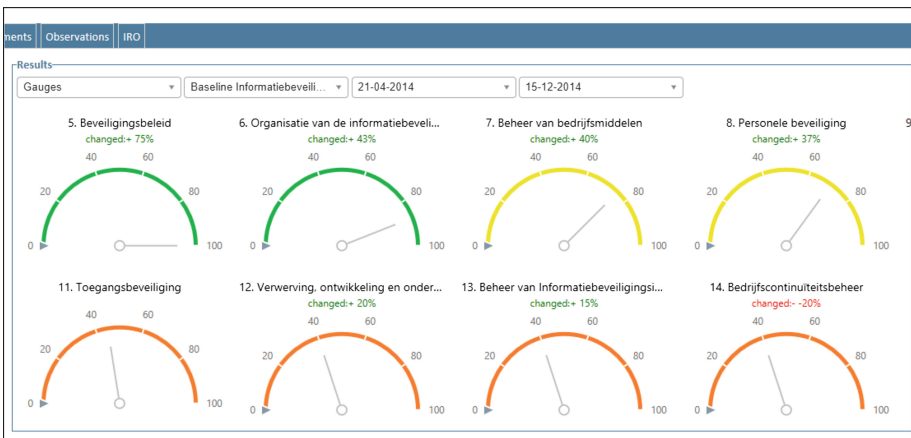 ments Observations IRO
Results
Gauges Baseline Informatiebeveili... 21-04-2014 15-12-2014
5. Beveiligingsbeleid 6. Organisatie van de informatiebeveli... 7. Beheer van bedrijfsmiddelen 8. Personele beveiliging 9
changed:+ 75% changed:+ 43% changed:+ 40% changed:+ 37%
40 60 40 60 40 60 40 60
20 80 20 80 20 80 20 80
0 100 0 100 0 100 0 100
11. Toegangsbeveiliging 12. Verwerving, ontwikkeling en onder... 13. Beheer van Informatiebeveiligingsi... 14. Bedrijfscontinuïteitsbeheer
changed:+ 20% changed:+ 15% changed:- -20%
40 60 40 60 40 60 40 60
20 80 20 80 20 80 20 80
0 100 0 100 0 100 0 100